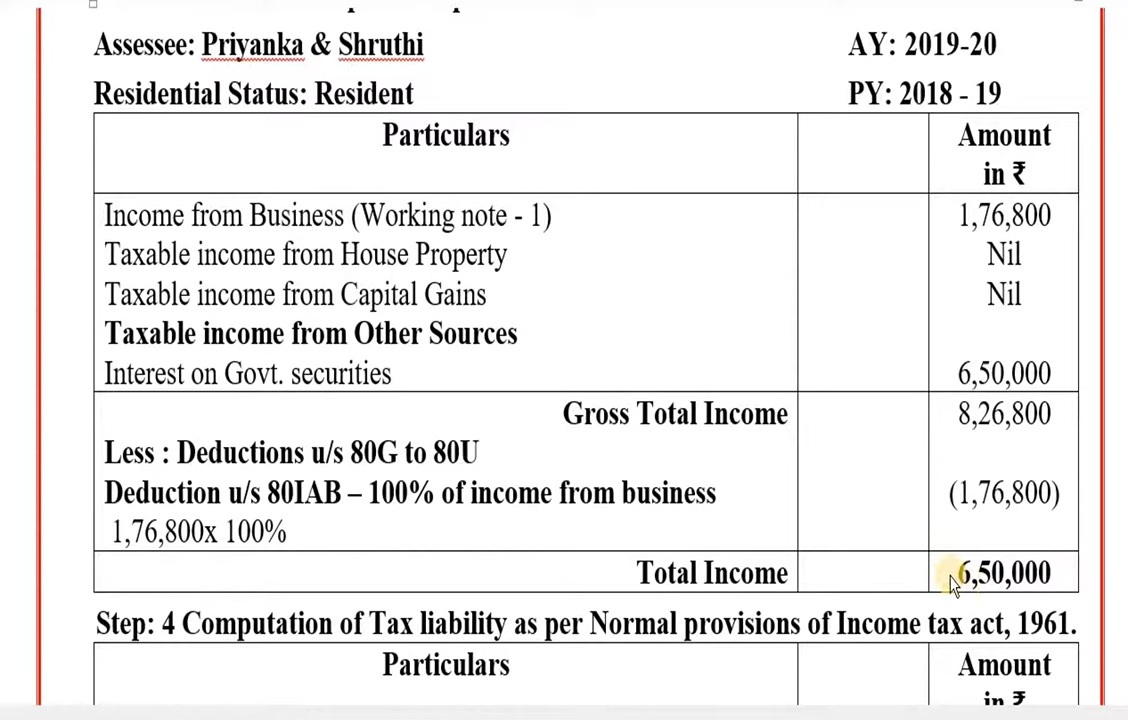 Assessee: Priyanka & Shruthi AY: 2019-20
Residential Status: Resident PY: 2018 - 19
Particulars Amount in ₹
Income from Business (Working note - 1) 1,76,800
Taxable income from House Property Nil
Taxable income from Capital Gains Nil
Taxable income from Other Sources
Interest on Govt. securities 6,50,000
Gross Total Income 8,26,800
Less : Deductions u/s 80G to 80U
Deduction u/s 80IAB – 100% of income from business (1,76,800)
1,76,800x 100%
Total Income 6,50,000
Step: 4 Computation of Tax liability as per Normal provisions of Income tax act, 1961.
Particulars Amount
in ₹